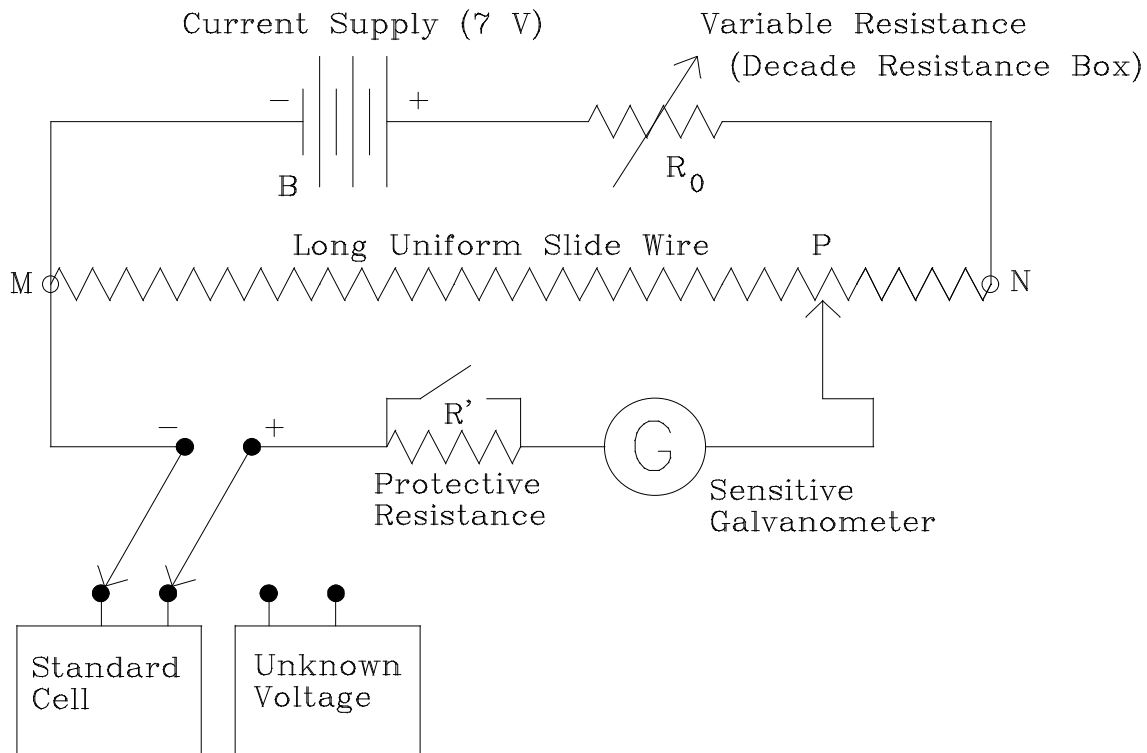 Current Supply (7 V)
Variable Resistance
(Decade Resistance Box)
- +
B
R0
Long Uniform Slide Wire
P
M
N
- +
R'
G
Protective
Resistance
Sensitive
Galvanometer
Standard
Cell
Unknown
Voltage